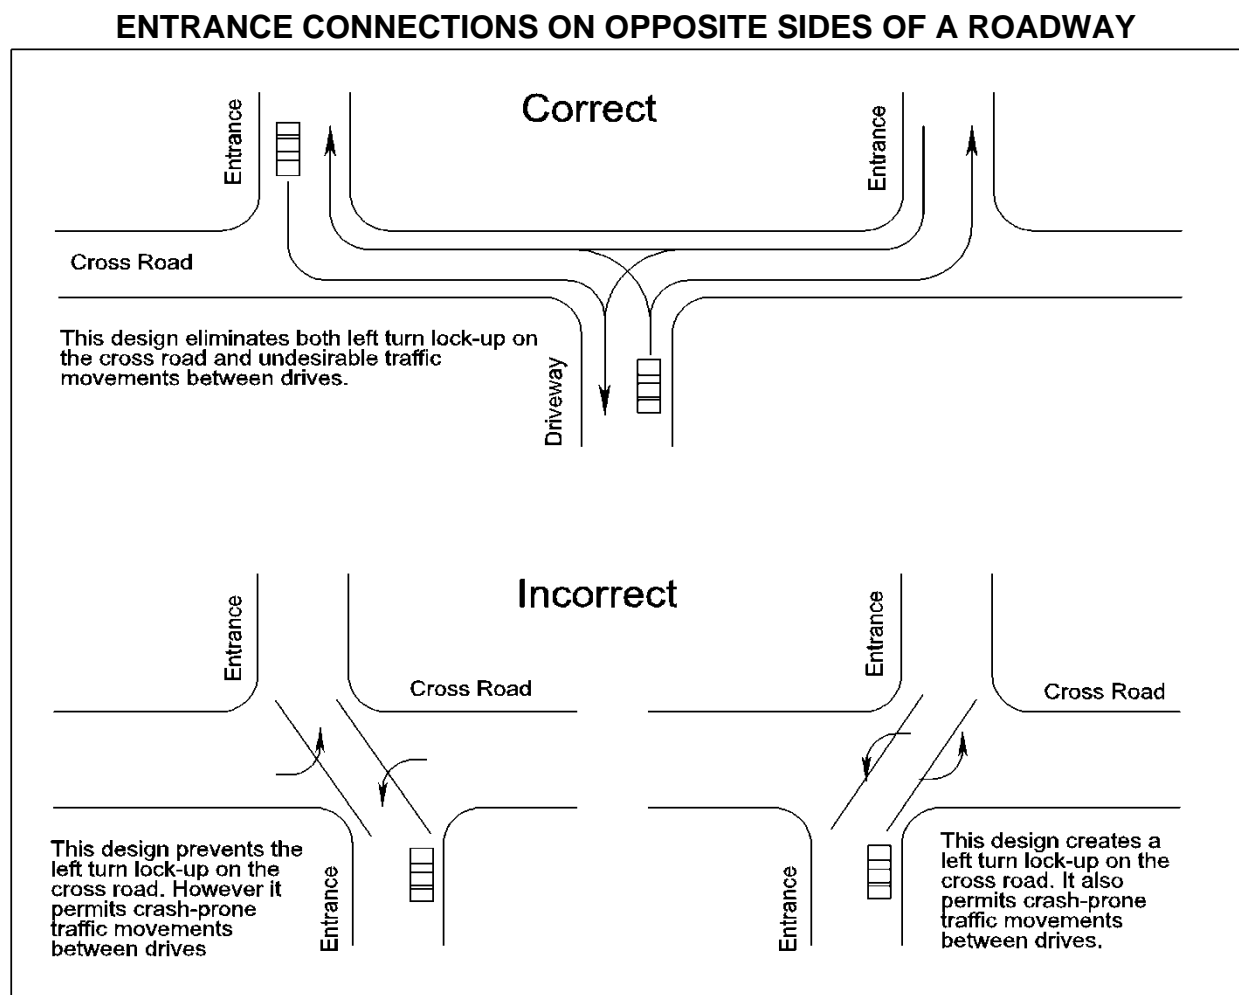 ENTRANCE CONNECTIONS ON OPPOSITE SIDES OF A ROADWAY
Correct
Entrance
Entrance
Cross Road
This design eliminates both left turn lock-up on
the cross road and undesirable traffic
movements between drives.
Driveway
Incorrect
Entrance
Cross Road
Entrance
Cross Road
This design prevents the
left turn lock-up on the
cross road. However it
permits crash-prone
traffic movements
between drives
Entrance
Entrance
This design creates a
left turn lock-up on the
cross road. It also
permits crash-prone
traffic movements
between drives.